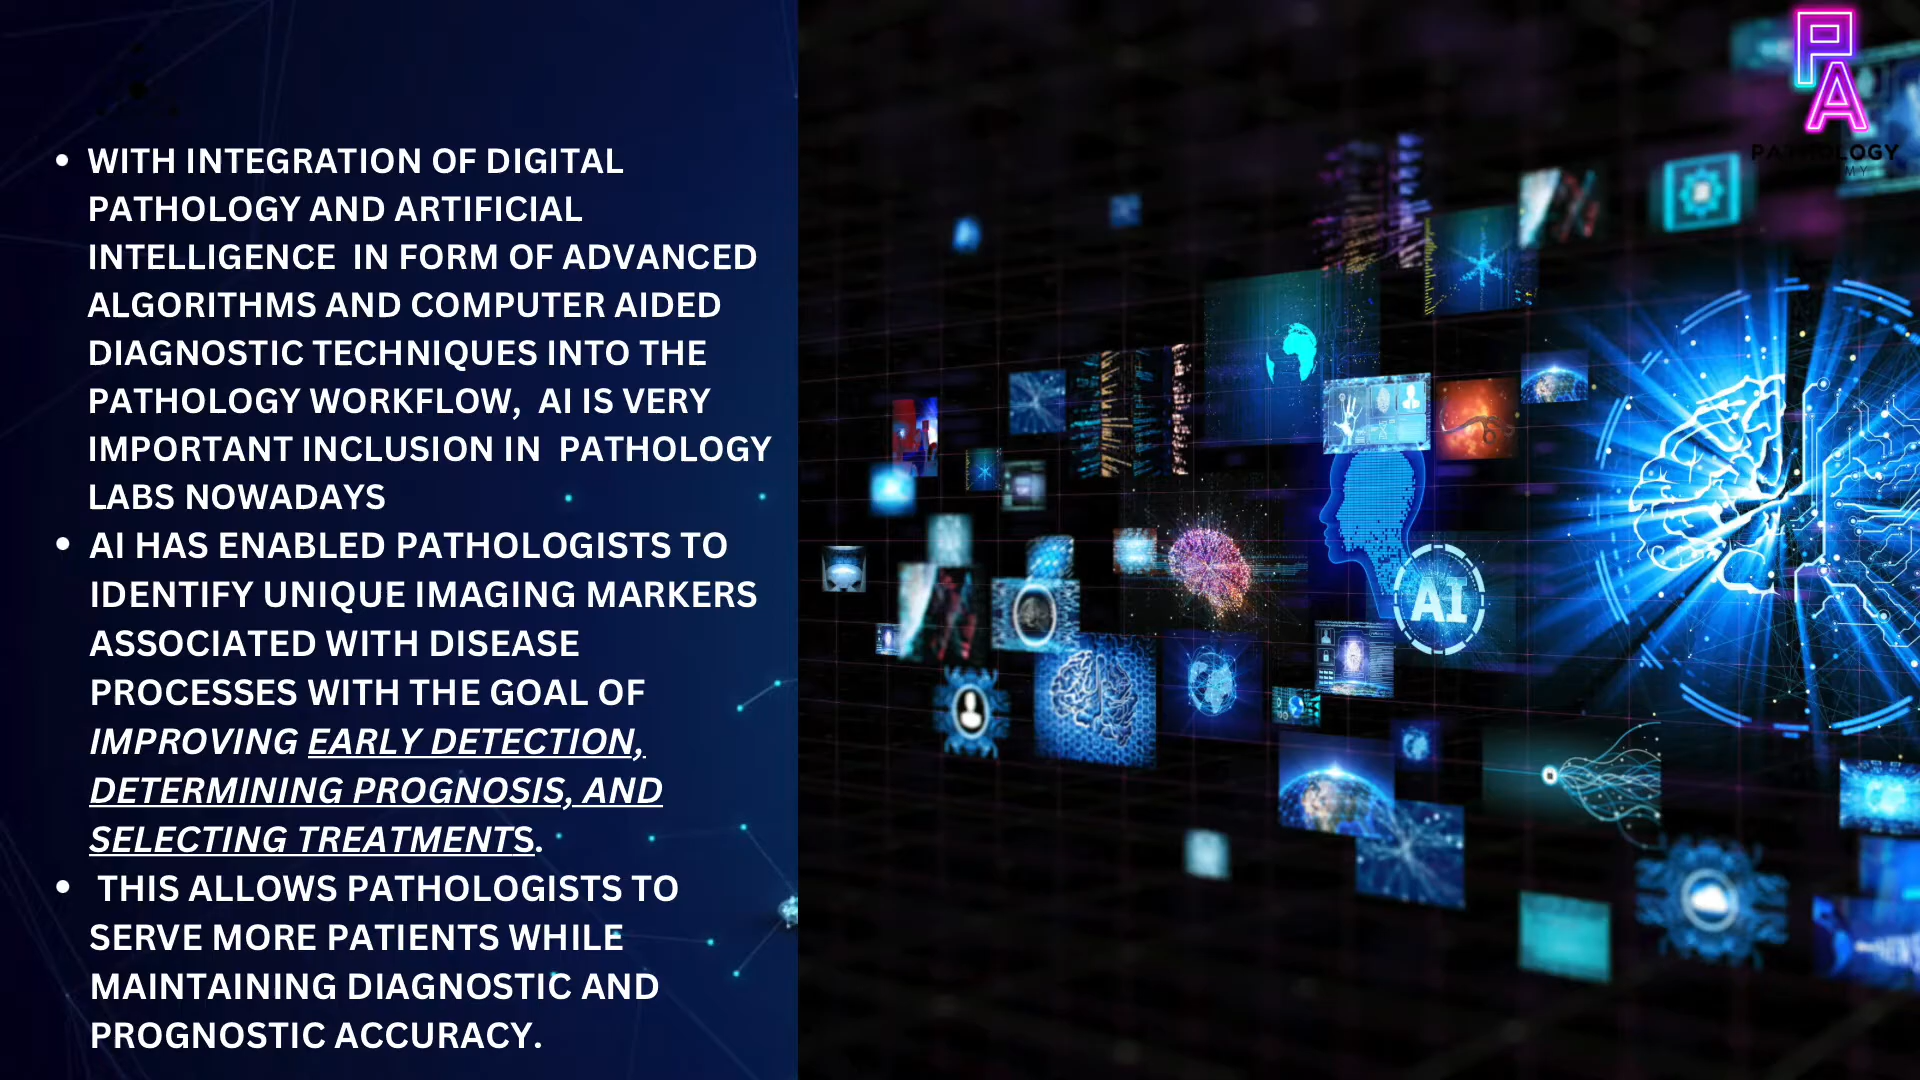 WITH INTEGRATION OF DIGITAL
PATHOLOGY AND ARTIFICIAL
INTELLIGENCE IN FORM OF ADVANCED
ALGORITHMS AND COMPUTER AIDED
DIAGNOSTIC TECHNIQUES INTO THE
PATHOLOGY WORKFLOW, AI IS VERY
IMPORTANT INCLUSION IN PATHOLOGY
LABS NOWADAYS
AI HAS ENABLED PATHOLOGISTS TO
IDENTIFY UNIQUE IMAGING MARKERS
ASSOCIATED WITH DISEASE
PROCESSES WITH THE GOAL OF
IMPROVING EARLY DETECTION,
DETERMINING PROGNOSIS, AND
SELECTING TREATMENTS.
THIS ALLOWS PATHOLOGISTS TO
SERVE MORE PATIENTS WHILE
MAINTAINING DIAGNOSTIC AND
PROGNOSTIC ACCURACY.
PA
PATHOLOGY
AI